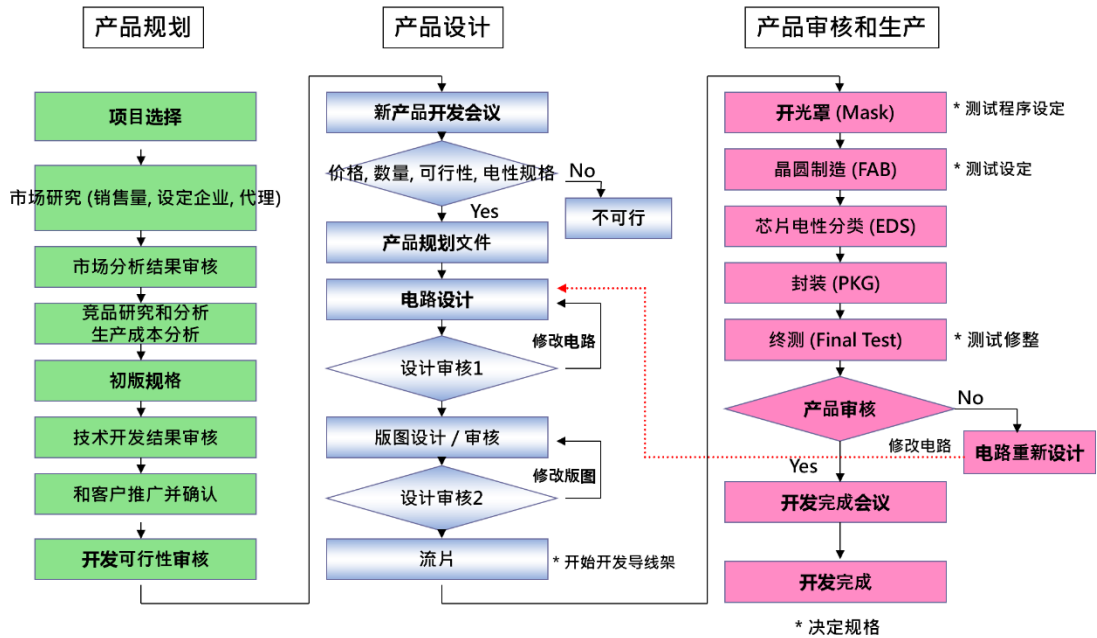 产品规划
项目选择
市场研究 (销售量, 设定企业, 代理)
市场分析结果审核
竞品研究和分析
生产成本分析
初版规格
技术开发结果审核
和客户推广并确认
开发可行性审核
产品设计
新产品开发会议
价格, 数量, 可行性, 电性规格
No
不可行
Yes
产品规划文件
电路设计
修改电路
设计审核1
版图设计 / 审核
修改版图
设计审核2
流片
* 开始开发导线架
产品审核和生产
开光罩 (Mask)
* 测试程序设定
晶圆制造 (FAB)
* 测试设定
芯片电性分类 (EDS)
封装 (PKG)
终测 (Final Test)
* 测试修整
产品审核
No
修改电路
电路重新设计
Yes
开发完成会议
开发完成
* 决定规格